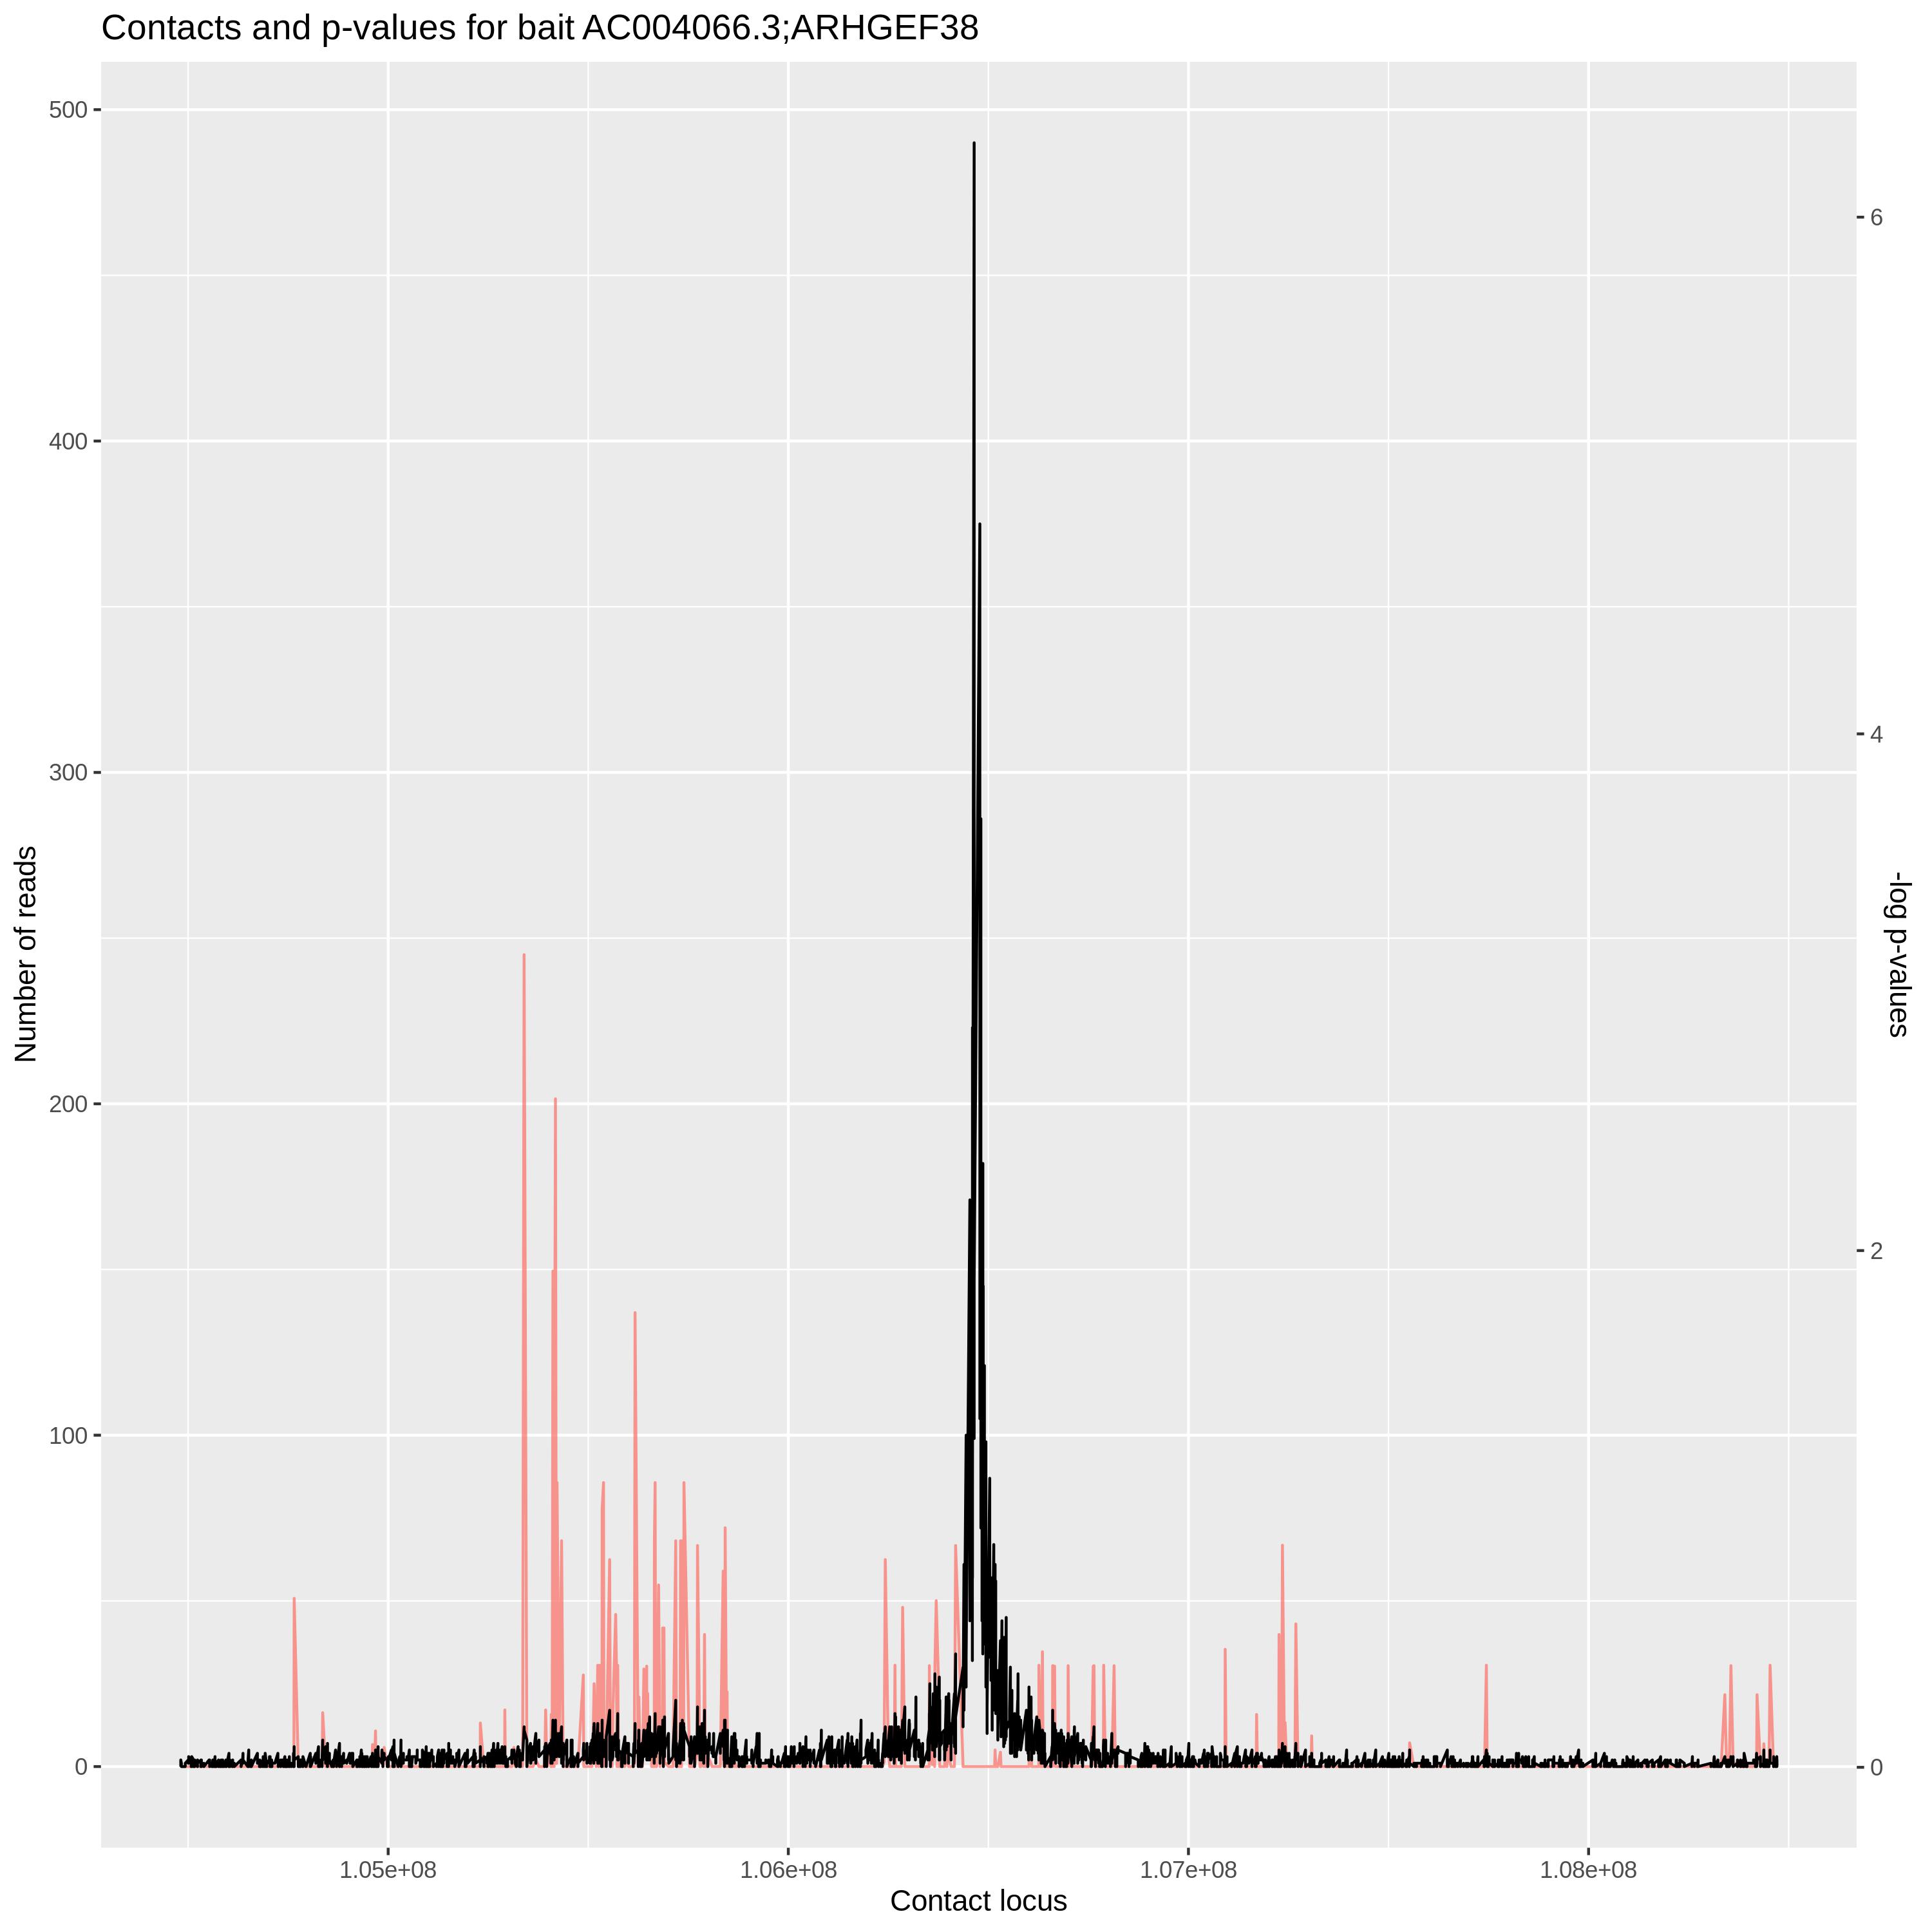 Contacts and p-values for bait AC004066.3;ARHGEF38
500
400
300
200
100
0
Number of reads
6
4
2
0
-log p-values
1.05e+08 1.06e+08 1.07e+08 1.08e+08
Contact locus